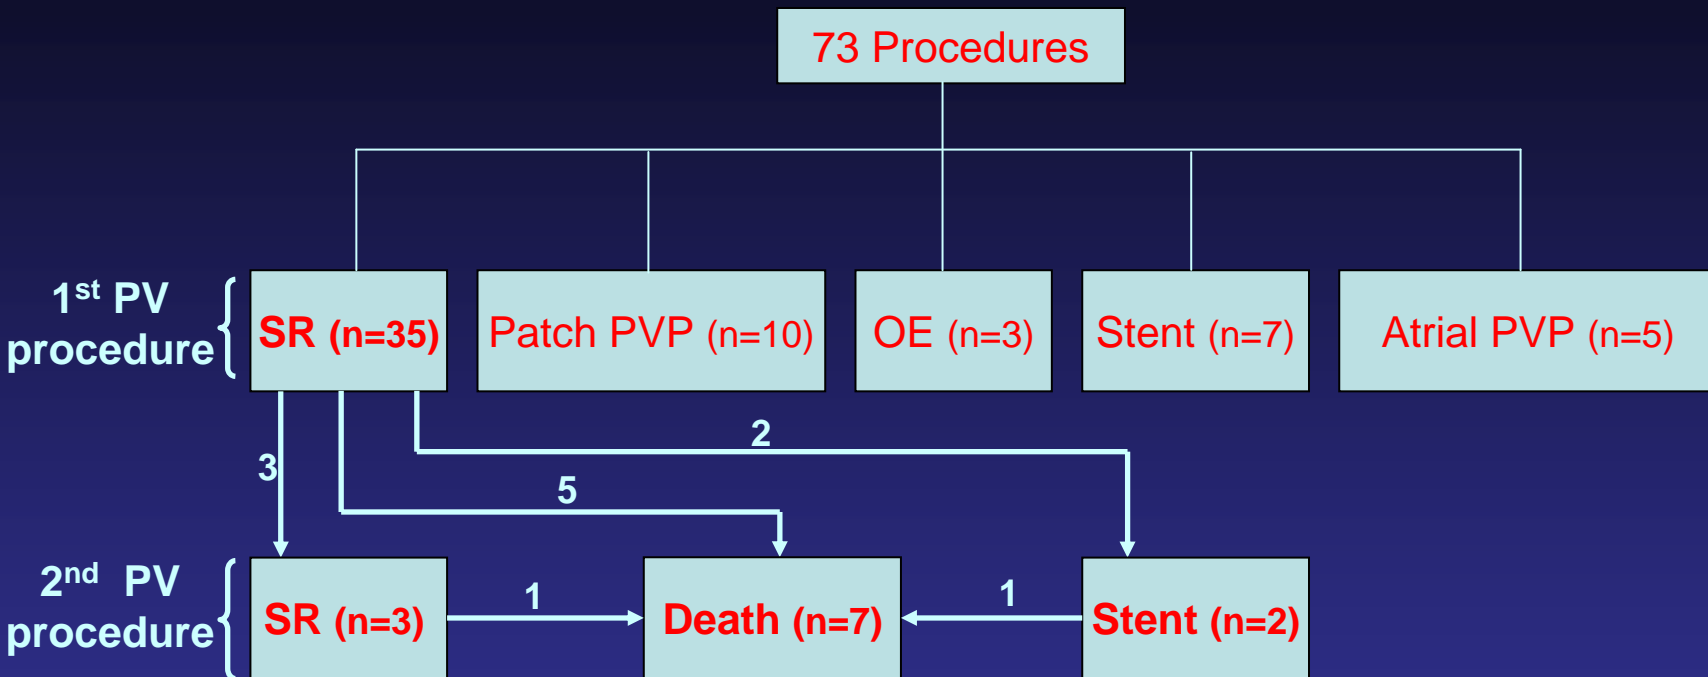 73 Procedures
1st PV
procedure
SR (n=35)
Patch PVP (n=10)
OE (n=3)
Stent (n=7)
Atrial PVP (n=5)
2
3
5
2nd PV
procedure
SR (n=3)
1
Death (n=7)
1
Stent (n=2)